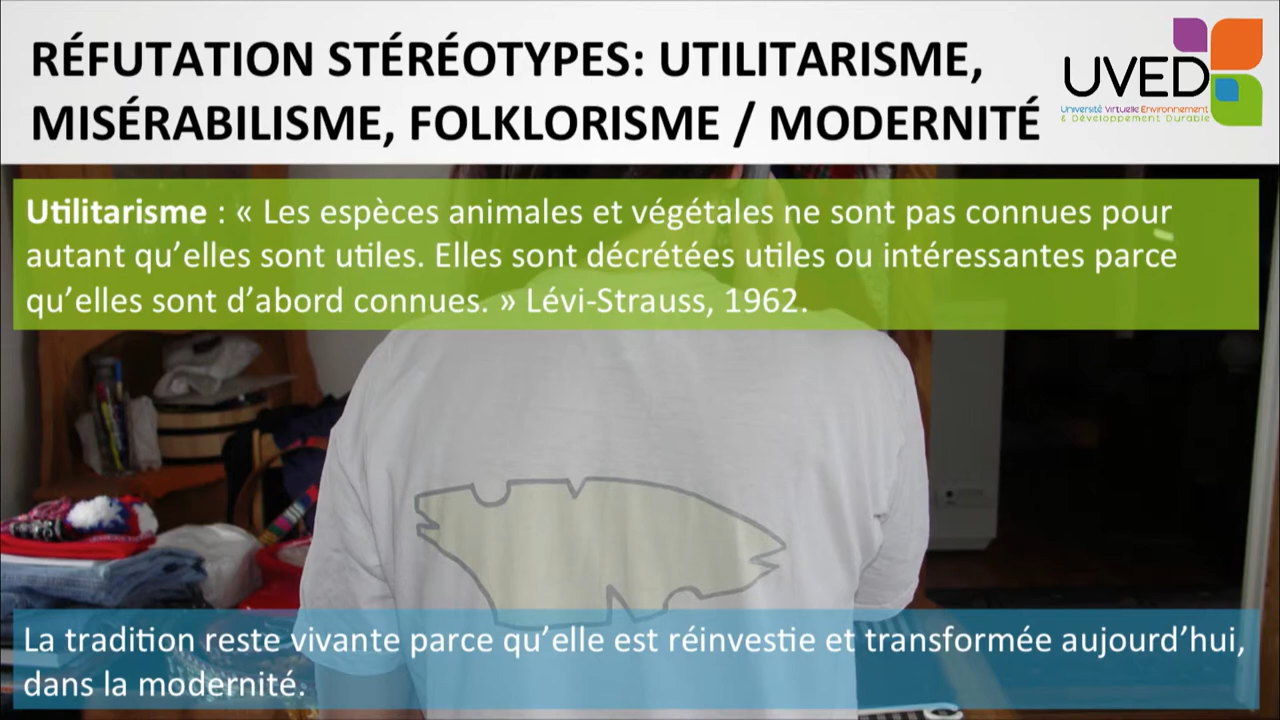 RÉFUTATION STÉRÉOTYPES: UTILITARISME,
MISÉRABILISME, FOLKLORISME / MODERNITÉ
UVED
Université Virtuelle Environnement
& Développement Durable
Utilitarisme : « Les espèces animales et végétales ne sont pas connues pour
autant qu’elles sont utiles. Elles sont décrétées utiles ou intéressantes parce
qu’elles sont d’abord connues. » Lévi-Strauss, 1962.
La tradition reste vivante parce qu’elle est réinvestie et transformée aujourd’hui,
dans la modernité.